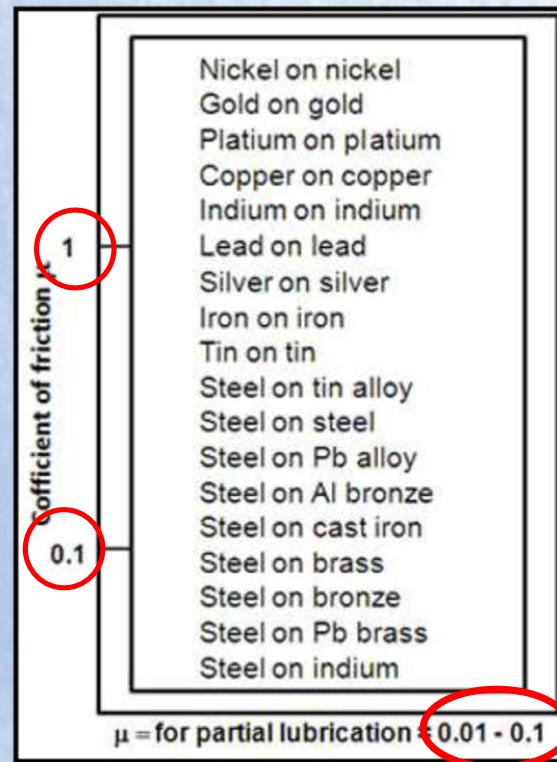 Nickel on nickel
Gold on gold
Platium on platium
Copper on copper
Indium on indium
1
Lead on lead
Silver on silver
Iron on iron
Tin on tin
Steel on tin alloy
Steel on steel
Steel on Pb alloy
Steel on Al bronze
Steel on cast iron
0.1
Steel on brass
Steel on bronze
Steel on Pb brass
Steel on indium
Cofficient of friction μ
μ = for partial lubrication = 0.01 - 0.1